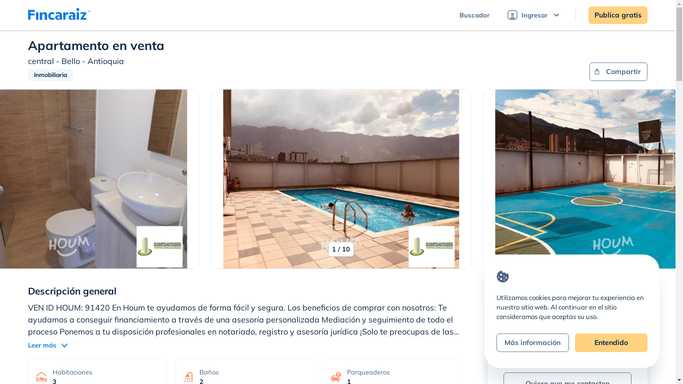 Fincaraiz
Buscador
Ingresar
Publica gratis
Apartamento en venta
central - Bello - Antioquia
Inmobiliaria
Compartir
HOUM
1 / 10
HOUM
Descripción general
VEN ID HOUM: 91420 En Houm te ayudamos de forma fácil y segura. Los beneficios de comprar con nosotros: Te
ayudamos a conseguir financiamiento a través de una asesoría personalizada Mediación y seguimiento de todo el
proceso Ponemos a tu disposición profesionales en notariado, registro y asesoría jurídica ¡Solo te preocupas de las...
Leer más
Habitaciones
3
Baños
2
Parqueaderos
1
Utilizamos cookies para mejorar tu experiencia en
nuestro sitio web. Al continuar en el sitio
consideramos que aceptas su uso.
Más información
Entendido
Quiero que me contacten